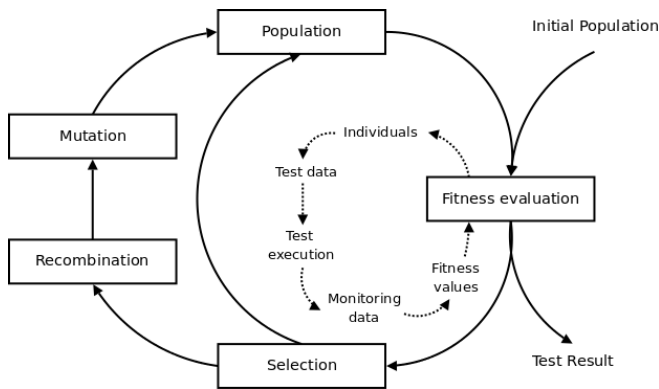 Population
Initial Population
Individuals
Mutation
Test data
Fitness evaluation
Test
execution
Recombination
Fitness
values
Monitoring
data
Selection
Test Result